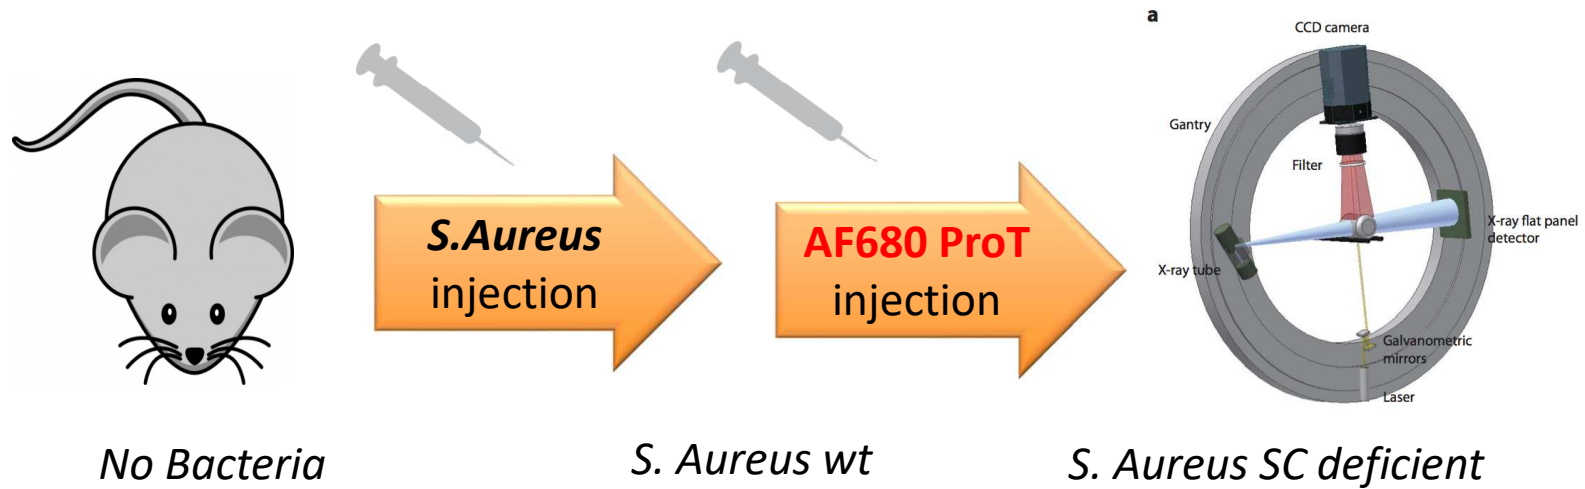 a
CCD camera
Gantry
Filter
X-ray flat panel
detector
X-ray tube
Galvanometric
mirrors
Laser
S.Aureus
injection
AF680 ProT
injection
No Bacteria
S. Aureus wt
S. Aureus SC deficient